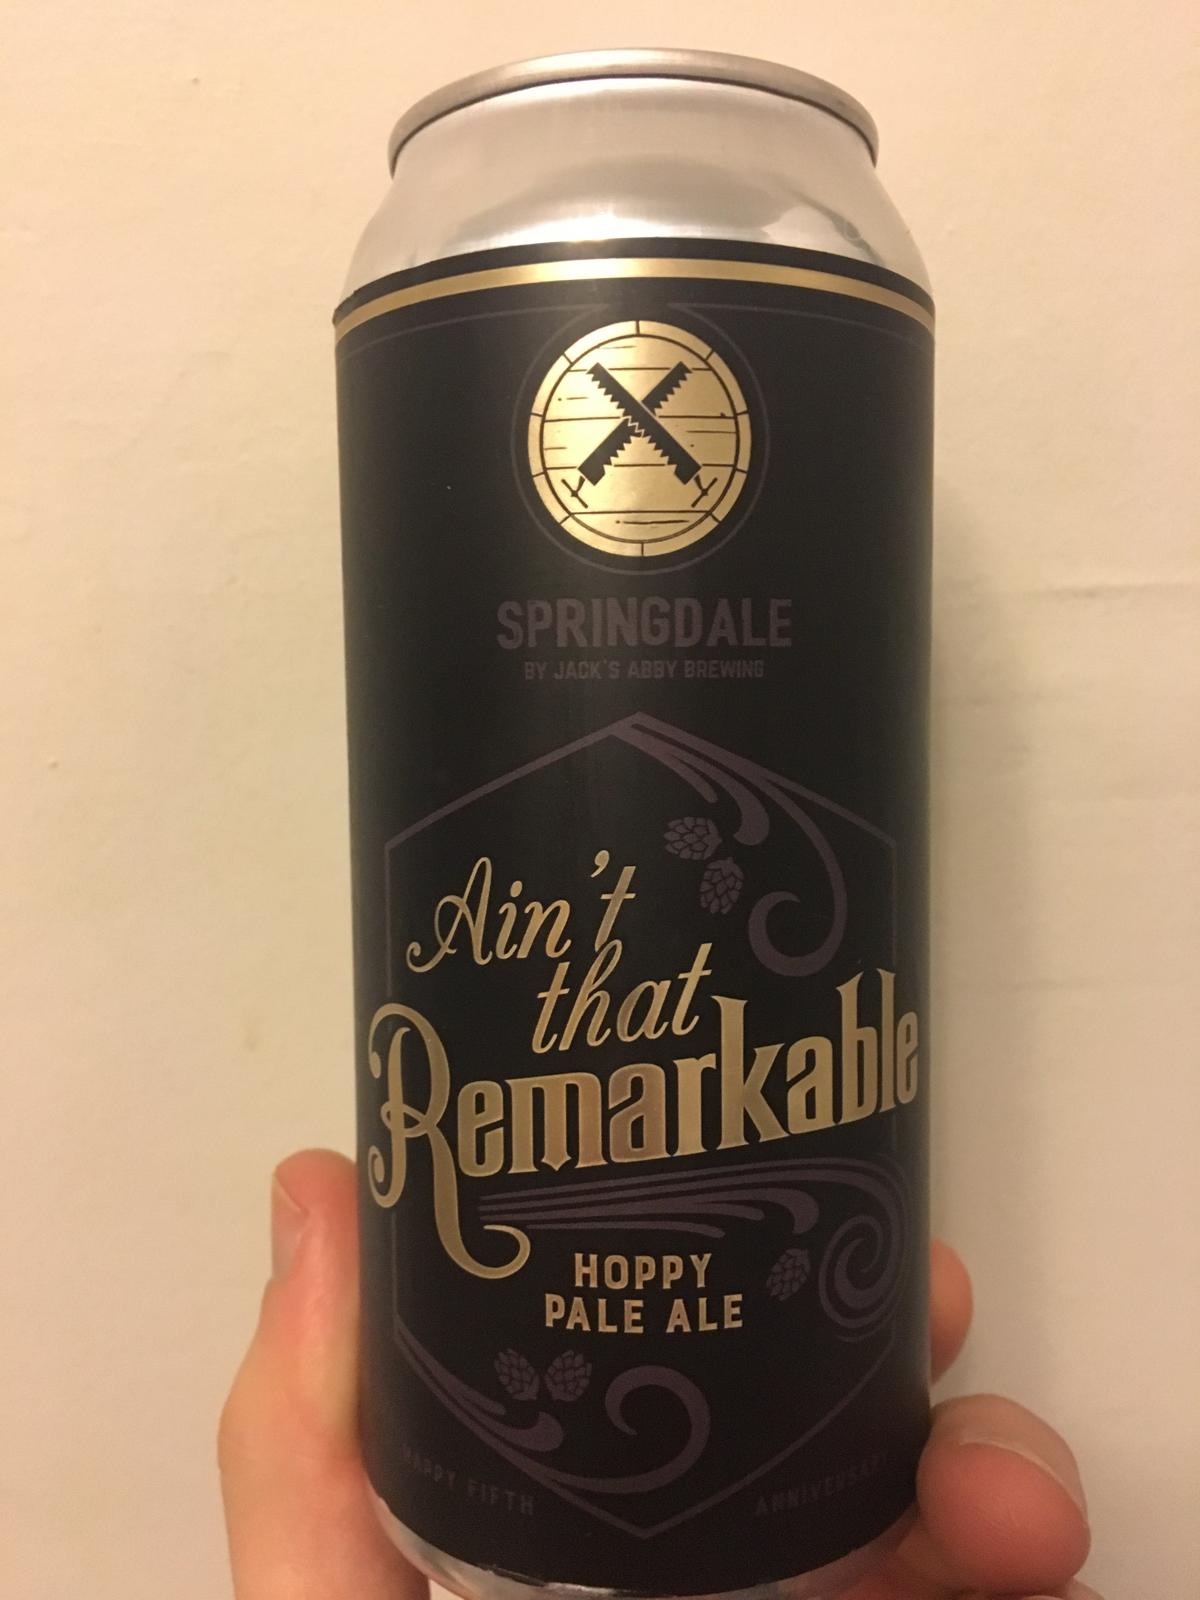 SPRINGDALE
BY JACK'S ABBY BREWING
Ain't
that
Remarkable
HOPPY
PALE ALE
HAPPY FIFTH ANNIVERSARY